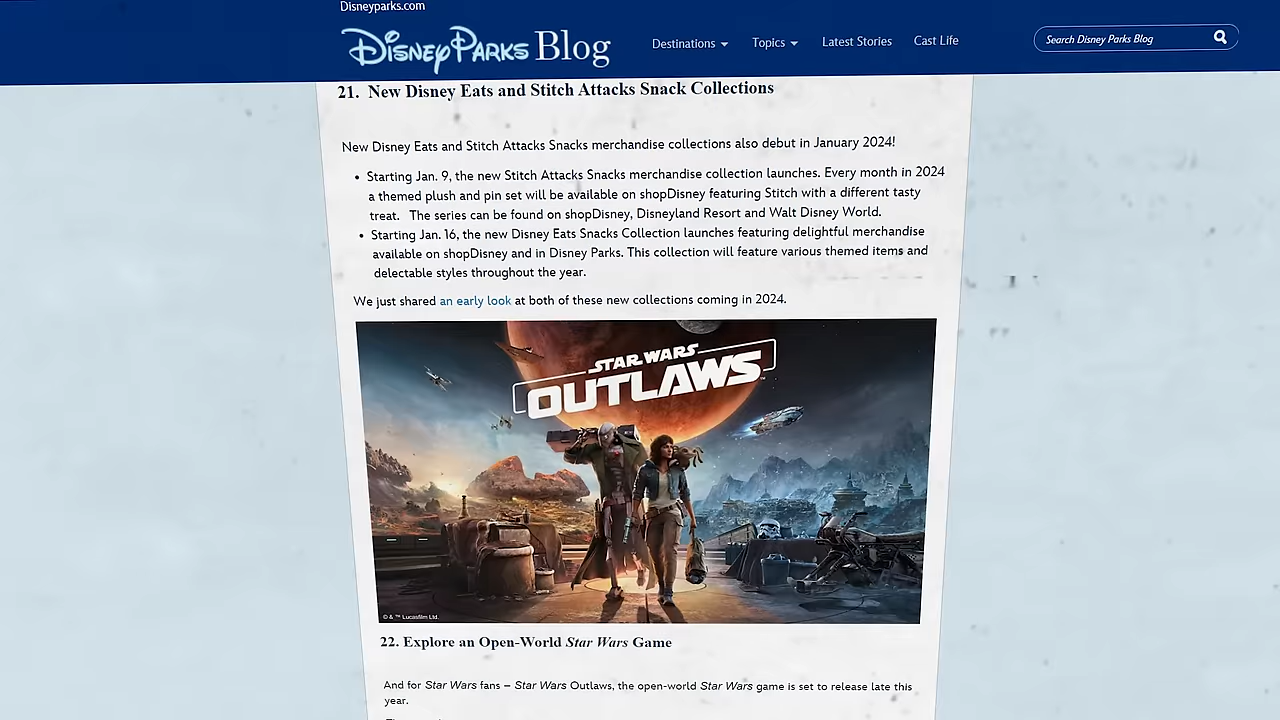 Disneyparks.com
Disney Parks Blog
Destinations
Topics
Latest Stories
Cast Life
Search Disney Parks Blog
21. New Disney Eats and Stitch Attacks Snack Collections
New Disney Eats and Stitch Attacks Snacks merchandise collections also debut in January 2024!
• Starting Jan. 9, the new Stitch Attacks Snacks merchandise collection launches. Every month in 2024
a themed plush and pin set will be available on shopDisney featuring Stitch with a different tasty
treat. The series can be found on shopDisney, Disneyland Resort and Walt Disney World.
• Starting Jan. 16, the new Disney Eats Snacks Collection launches featuring delightful merchandise
available on shopDisney and in Disney Parks. This collection will feature various themed items and
delectable styles throughout the year.
We just shared an early look at both of these new collections coming in 2024.
STAR WARS
OUTLAWS™
© & ™ Lucasfilm Ltd.
22. Explore an Open-World Star Wars Game
And for Star Wars fans – Star Wars Outlaws, the open-world Star Wars game is set to release late this
year.